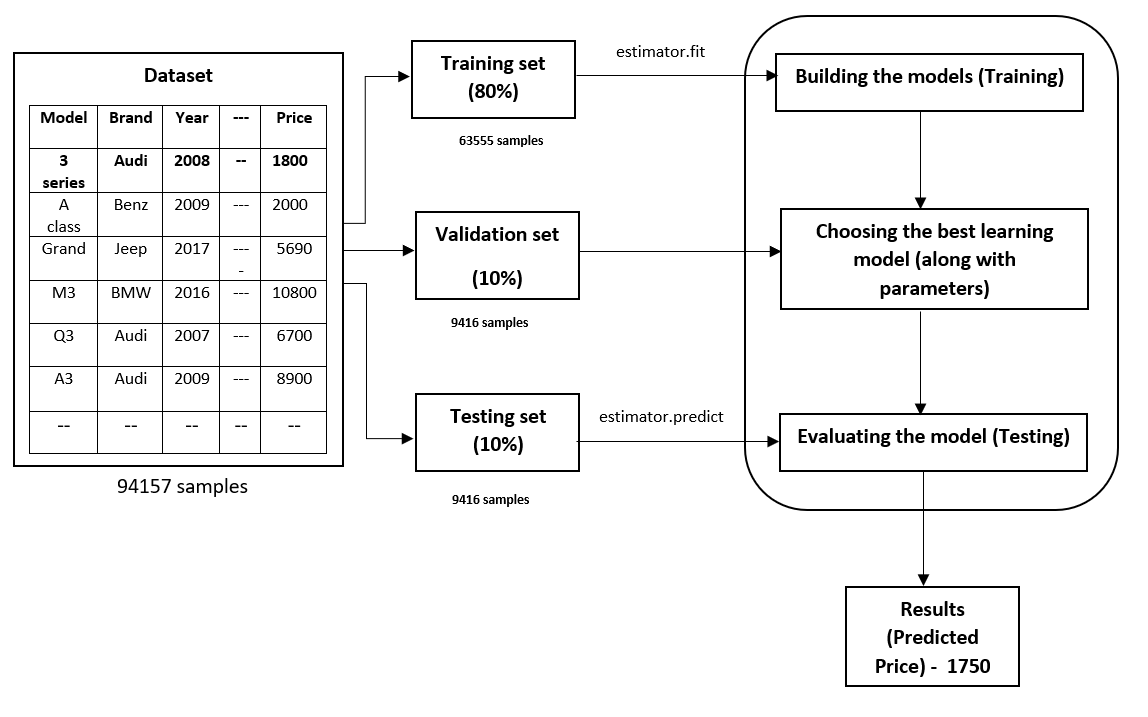 Dataset
Model Brand Year --- Price
3 series Audi 2008 -- 1800
A class Benz 2009 --- 2000
Grand Jeep 2017 ---- 5690
M3 BMW 2016 --- 10800
Q3 Audi 2007 --- 6700
A3 Audi 2009 --- 8900
-- -- -- -- --
94157 samples
Training set
(80%)
63555 samples
Validation set
(10%)
9416 samples
Testing set
(10%)
9416 samples
estimator.fit
estimator.predict
Building the models (Training)
Choosing the best learning
model (along with
parameters)
Evaluating the model (Testing)
Results
(Predicted
Price) - 1750